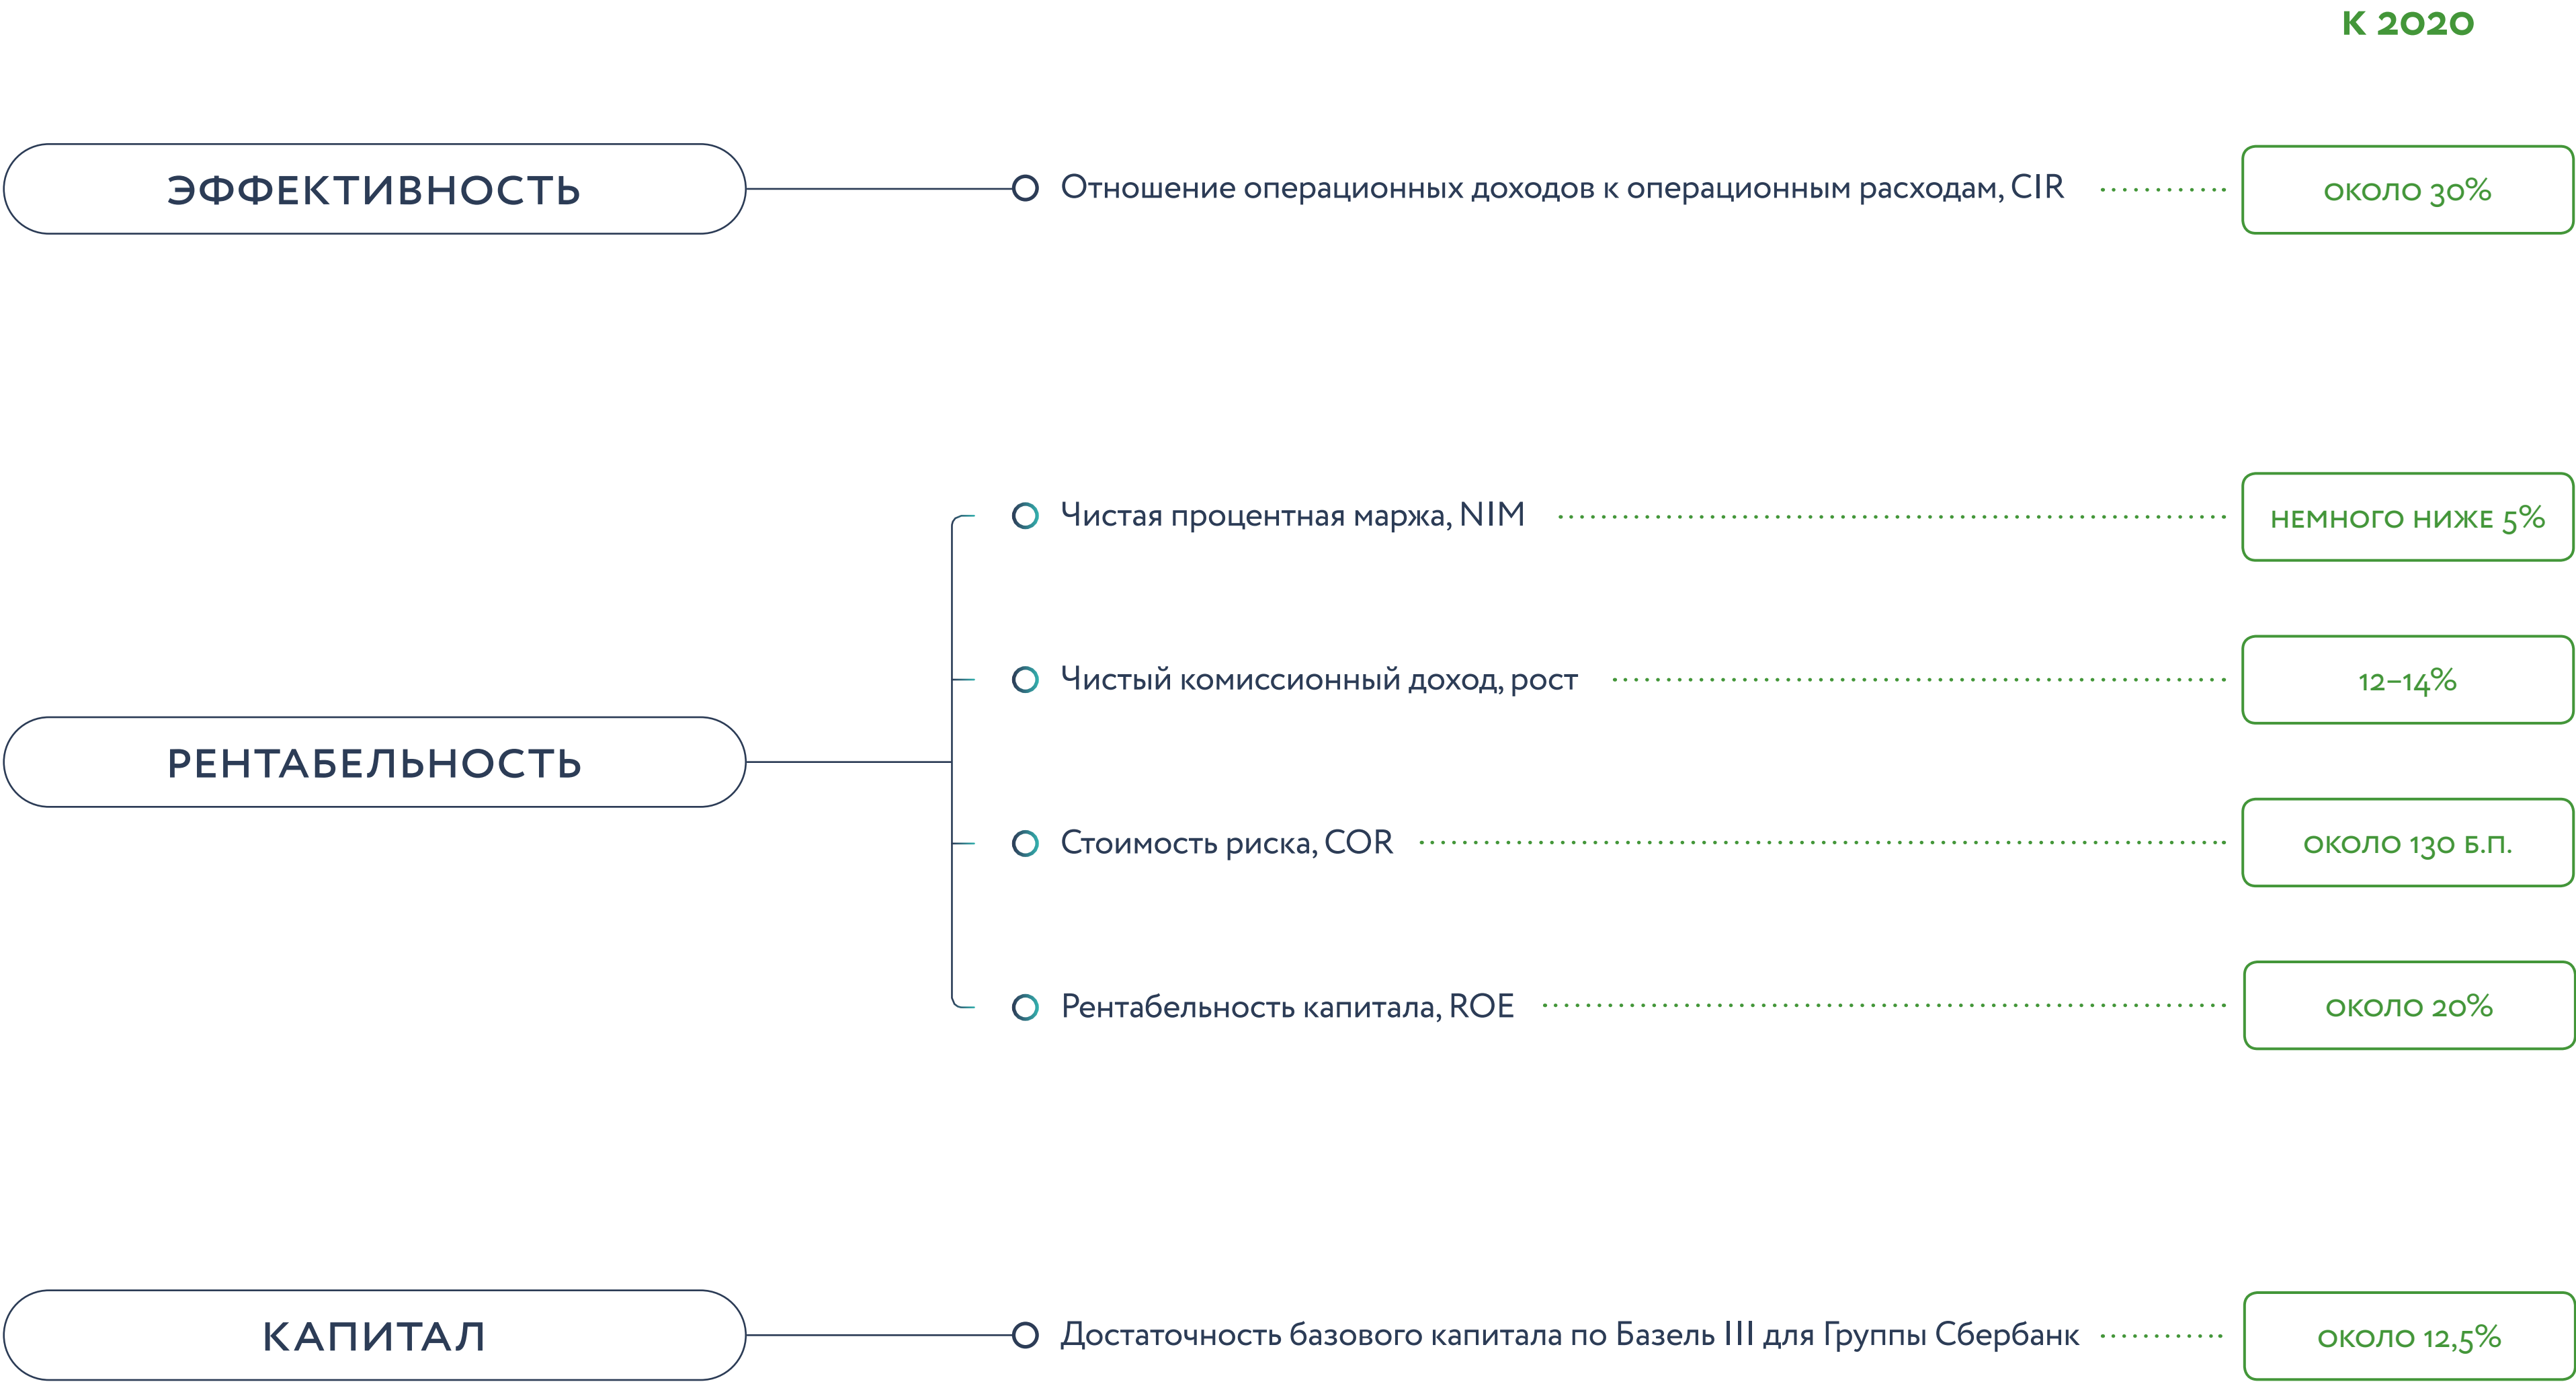 К 2020
ЭФФЕКТИВНОСТЬ
Отношение операционных доходов к операционным расходам, CIR
ОКОЛО 30%
РЕНТАБЕЛЬНОСТЬ
Чистая процентная маржа, NIM
НЕМНОГО НИЖЕ 5%
Чистый комиссионный доход, рост
12–14%
Стоимость риска, COR
ОКОЛО 130 Б.П.
Рентабельность капитала, ROE
ОКОЛО 20%
КАПИТАЛ
Достаточность базового капитала по Базель III для Группы Сбербанк
ОКОЛО 12,5%